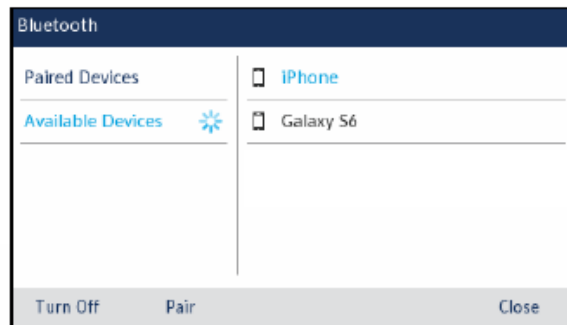 Bluetooth
Paired Devices
Available Devices
iPhone
Galaxy S6
Turn Off Pair Close